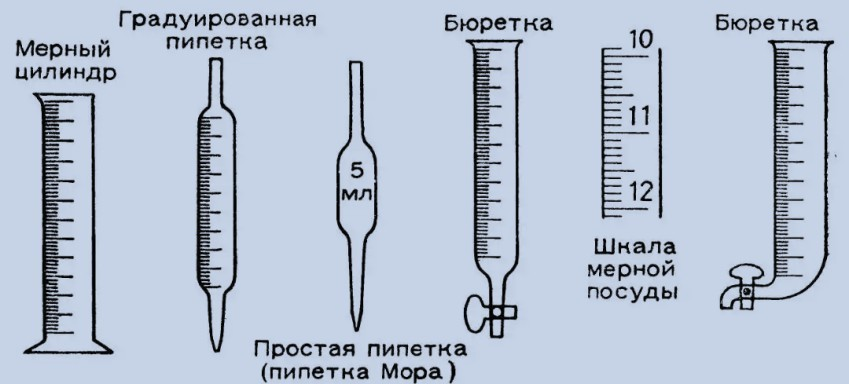 Мерный
цилиндр
Градуированная
пипетка
5
мл
Простая пипетка
(пипетка Мора)
Бюретка
10
11
12
Шкала
мерной
посуды
Бюретка